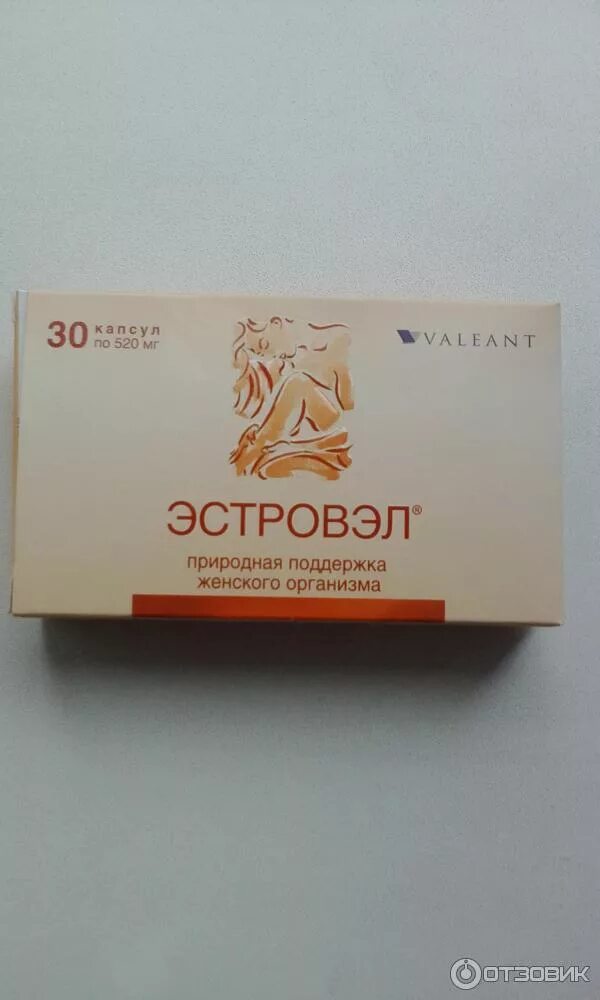 30 капсул
по 520 мг
VALEANT
ЭСТРОВЭЛ®
природная поддержка
женского организма
ОТЗОВИК